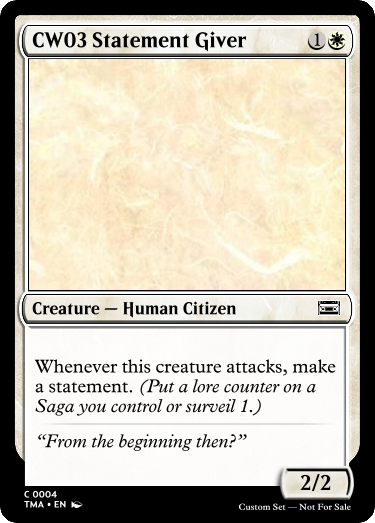 CW03 Statement Giver 1
Creature — Human Citizen
Whenever this creature attacks, make
a statement. (Put a lore counter on a
Saga you control or surveil 1.)
“From the beginning then?”
2/2
C 0004
TMA • EN
Custom Set — Not For Sale